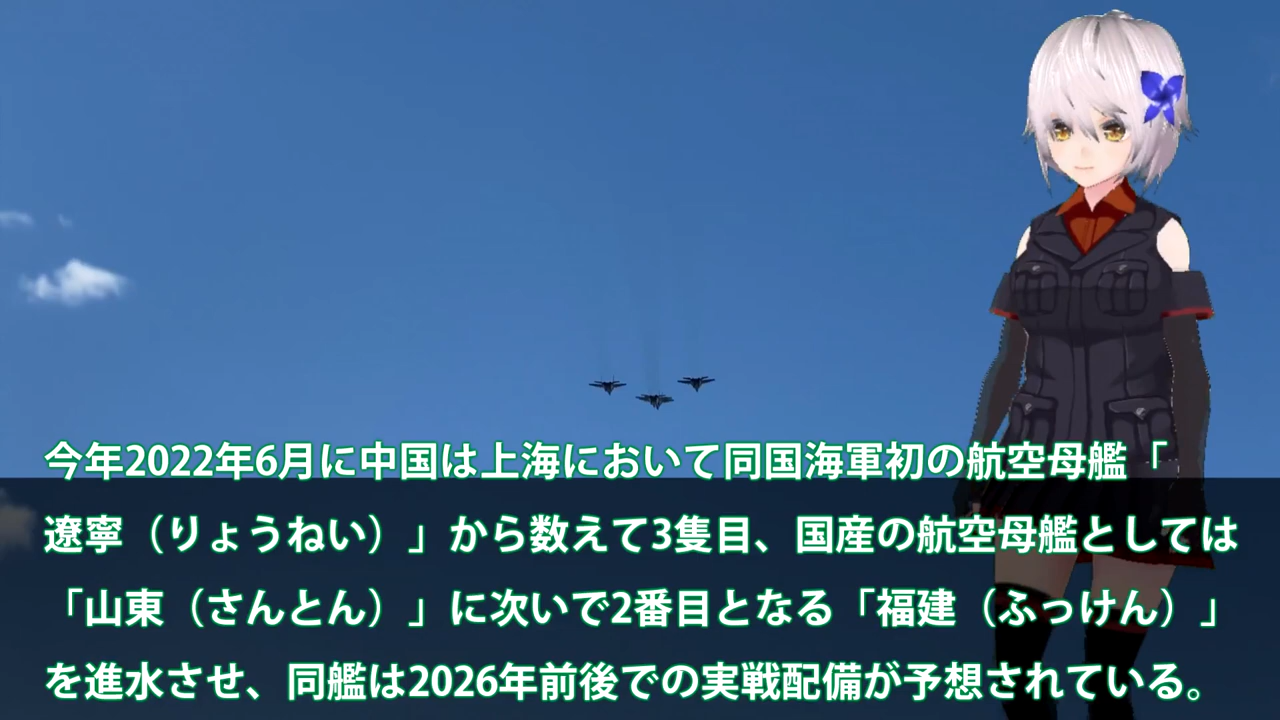 今年2022年6月に中国は上海において同国海軍初の航空母艦「
遼寧（りょうねい）」から数えて3隻目、国産の航空母艦としては
「山東（さんとん）」に次いで2番目となる「福建（ふっけん）」
を進水させ、同艦は2026年前後での実戦配備が予想されている。